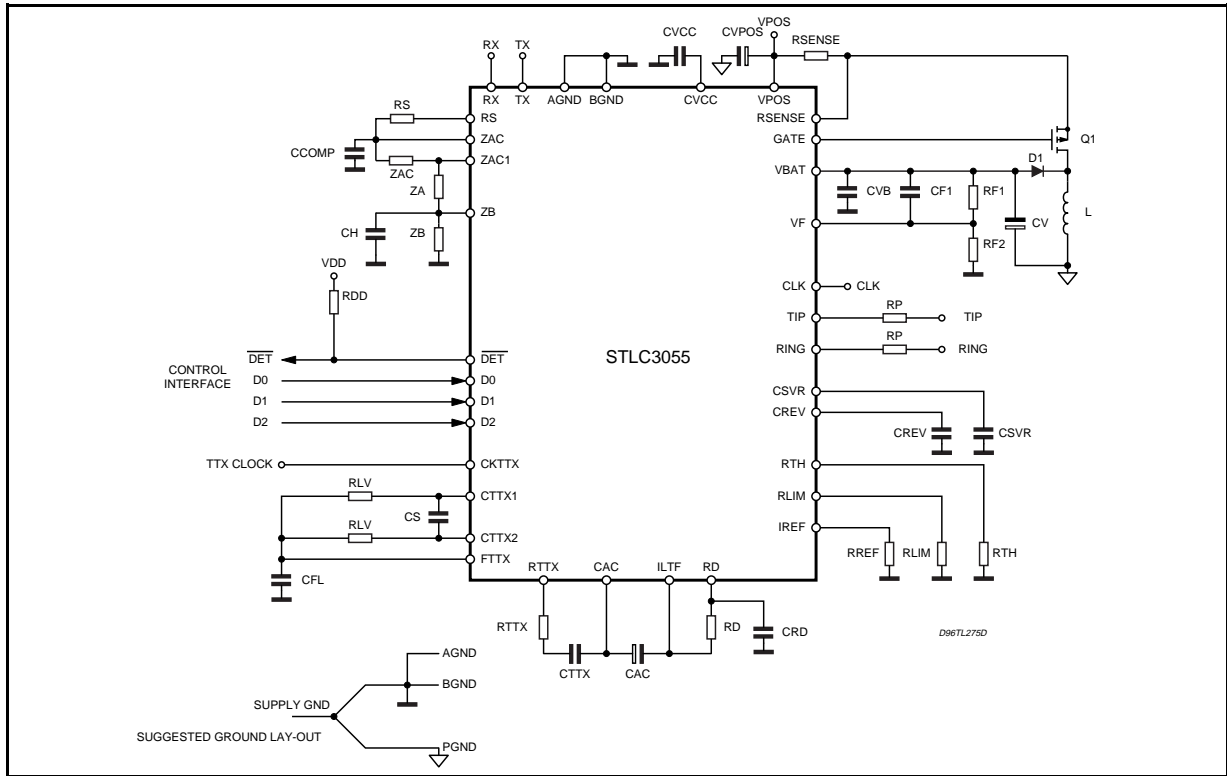 VPOS
CVCC
CVPOS
RSENSE
RX
TX
RX
TX
AGND
BGND
CVCC
VPOS
RS
RS
RSENSE
ZAC
GATE
Q1
CCOMP
ZAC
ZAC1
VBAT
D1
ZA
CVB
CF1
RF1
L
ZB
VF
CV
CH
ZB
RF2
VDD
RDD
CLK
CLK
TIP
RP
TIP
STLC3055
RING
RP
RING
DET
DET
CONTROL
INTERFACE
D0
D0
D1
D1
D2
D2
CSVR
CREV
CREV
CSVR
TTX CLOCK
CKTTX
RTH
RLV
CTTX1
RLIM
CS
RLV
CTTX2
IREF
FTTX
RREF
RLIM
RTH
CFL
RTTX
CAC
ILTF
RD
RTTX
RD
CRD
D96TL275D
CTTX
CAC
AGND
BGND
SUPPLY GND
SUGGESTED GROUND LAY-OUT
PGND